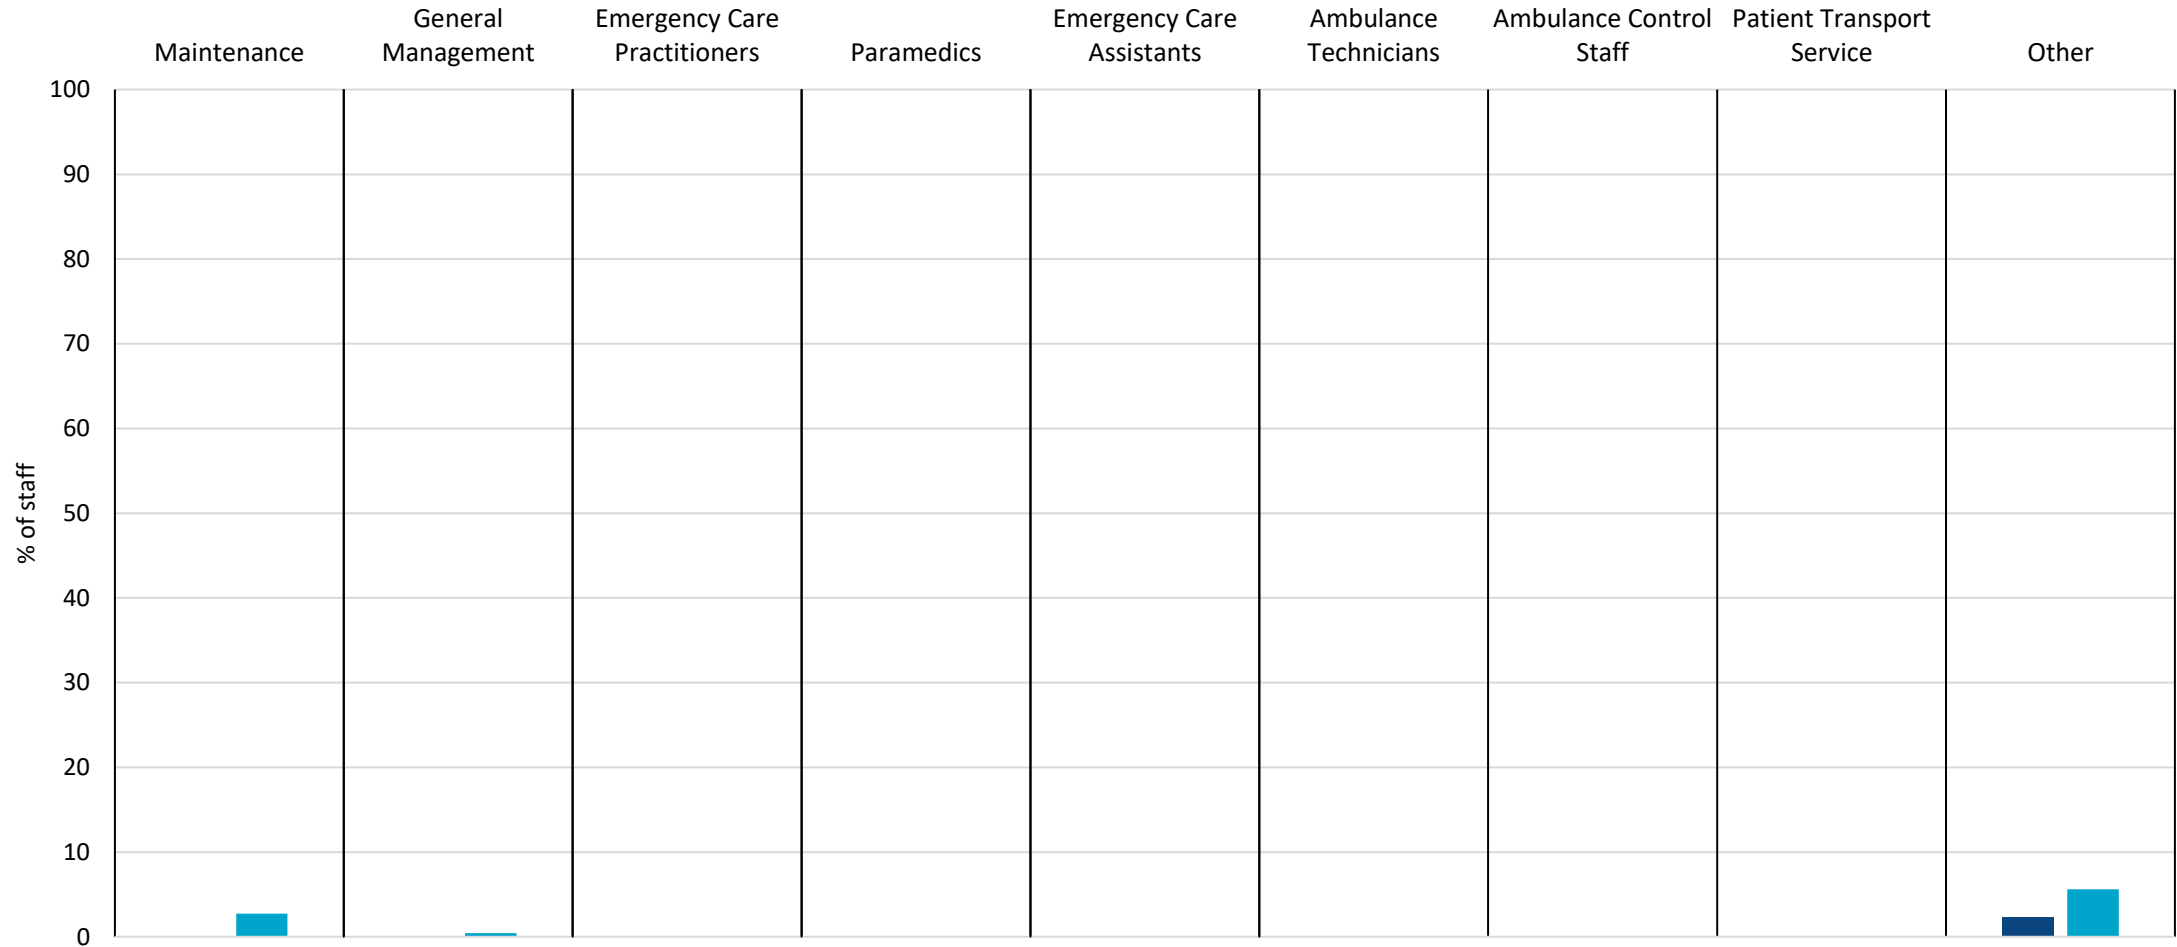 Maintenance
General
Management
Emergency Care
Practitioners
Paramedics
Emergency Care
Assistants
Ambulance
Technicians
Ambulance Control
Staff
Patient Transport
Service
Other
100
90
80
70
60
50
40
30
20
10
0
% of staff